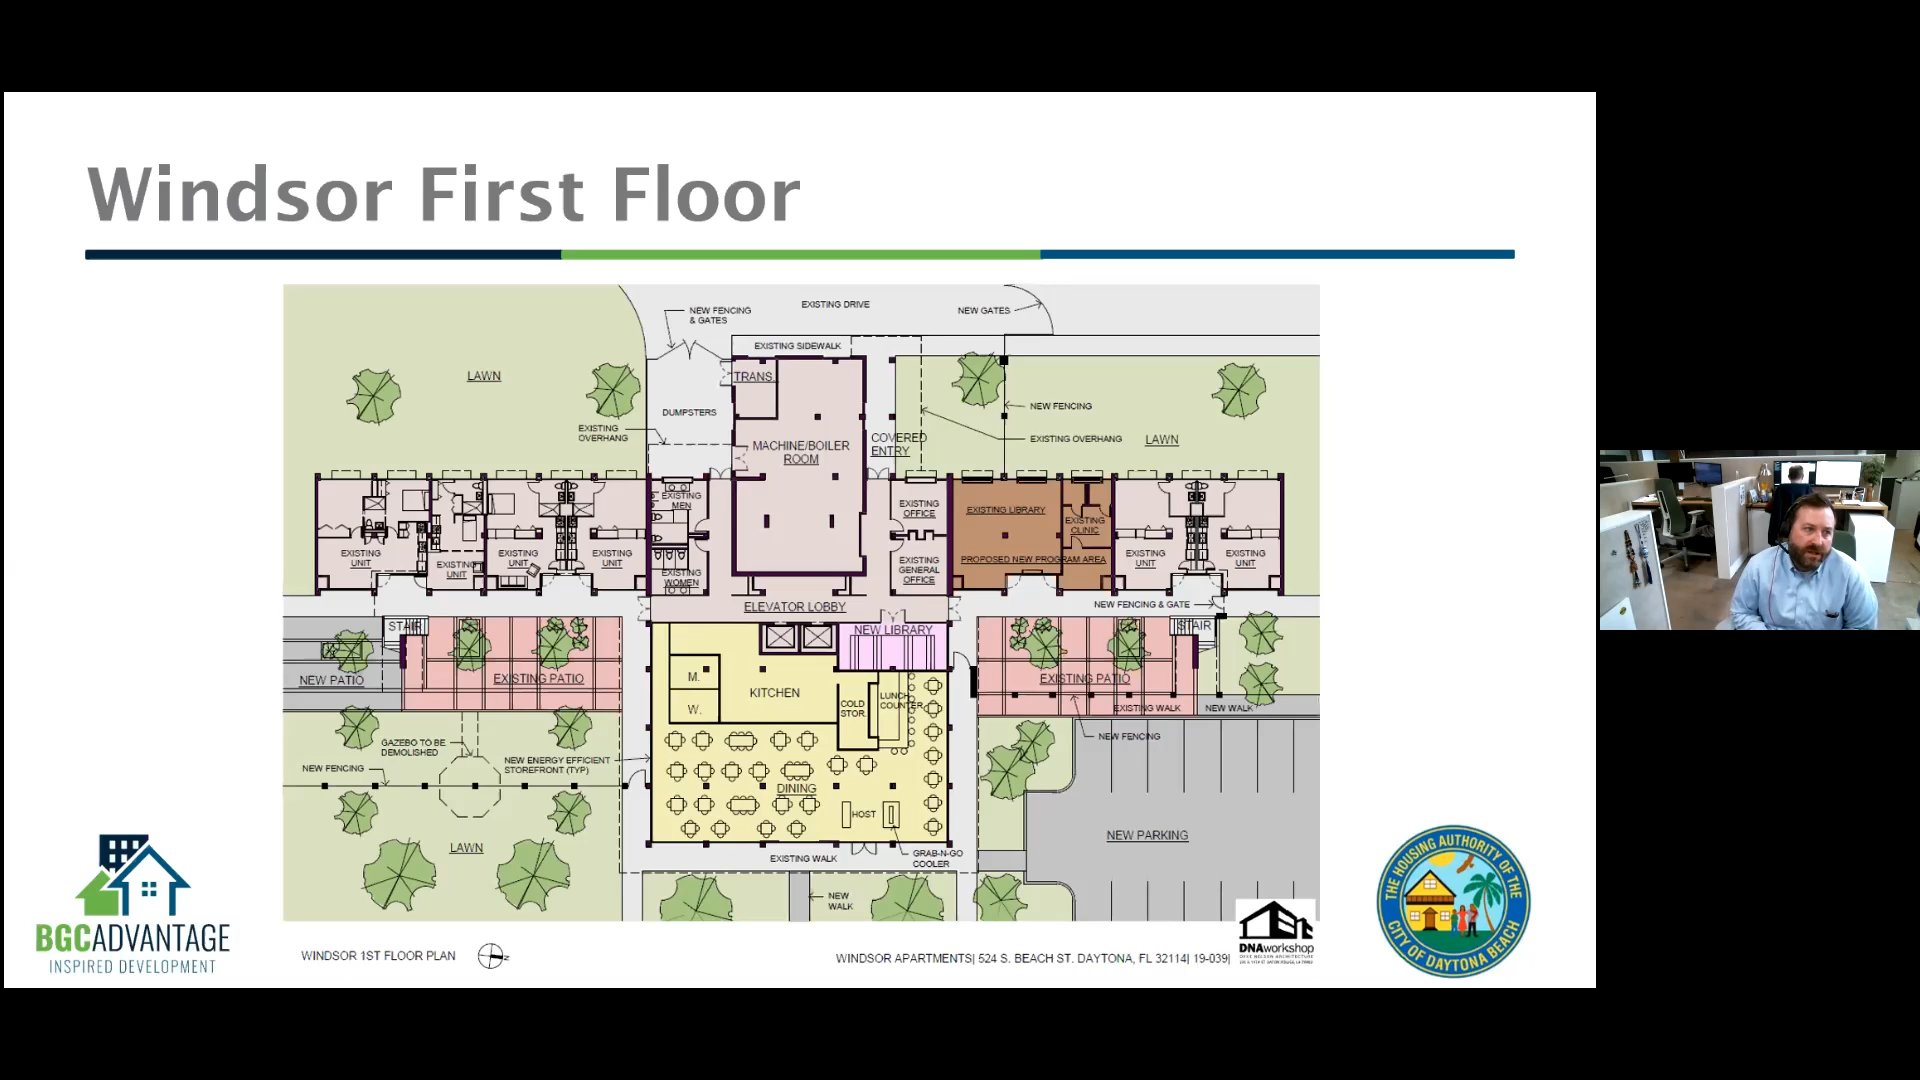 Windsor First Floor
EXISTING DRIVE
NEW FENCING
& GATES
NEW GATES
EXISTING SIDEWALK
LAWN
TRANS.
DUMPSTERS
NEW FENCING
EXISTING
OVERHANG
COVERED
ENTRY
EXISTING OVERHANG
LAWN
MACHINE/BOILER
ROOM
EXISTING
MEN
EXISTING
OFFICE
EXISTING LIBRARY
EXISTING
CLINIC
EXISTING
UNIT
EXISTING
UNIT
EXISTING
UNIT
EXISTING
UNIT
EXISTING
WOMEN
EXISTING
GENERAL
OFFICE
PROPOSED NEW PROGRAM AREA
EXISTING
UNIT
EXISTING
UNIT
ELEVATOR LOBBY
NEW FENCING & GATE
STAIR
NEW LIBRARY
STAIR
NEW PATIO
EXISTING PATIO
M.
W.
KITCHEN
COLD
STOR.
LUNCH
COUNTER
EXISTING PATIO
EXISTING WALK
NEW WALK
GAZEBO TO BE
DEMOLISHED
NEW FENCING
NEW ENERGY EFFICIENT
STOREFRONT (TYP)
NEW FENCING
DINING
HOST
LAWN
EXISTING WALK
GRAB-N-GO
COOLER
NEW PARKING
NEW
WALK
BGCADVANTAGE
INSPIRED DEVELOPMENT
WINDSOR 1ST FLOOR PLAN
N
WINDSOR APARTMENTS| 524 S. BEACH ST. DAYTONA, FL 32114| 19-039|
DNAworkshop
THE HOUSING AUTHORITY OF THE
CITY OF DAYTONA BEACH